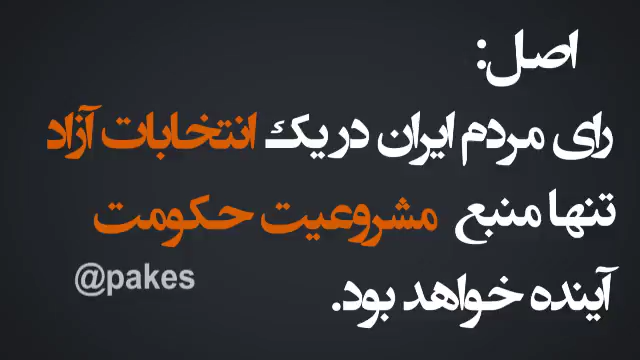 اصل:
رای مردم ایران در یک انتخابات آزاد
تنها منبع مشروعیت حکومت
آینده خواهد بود.
@pakes